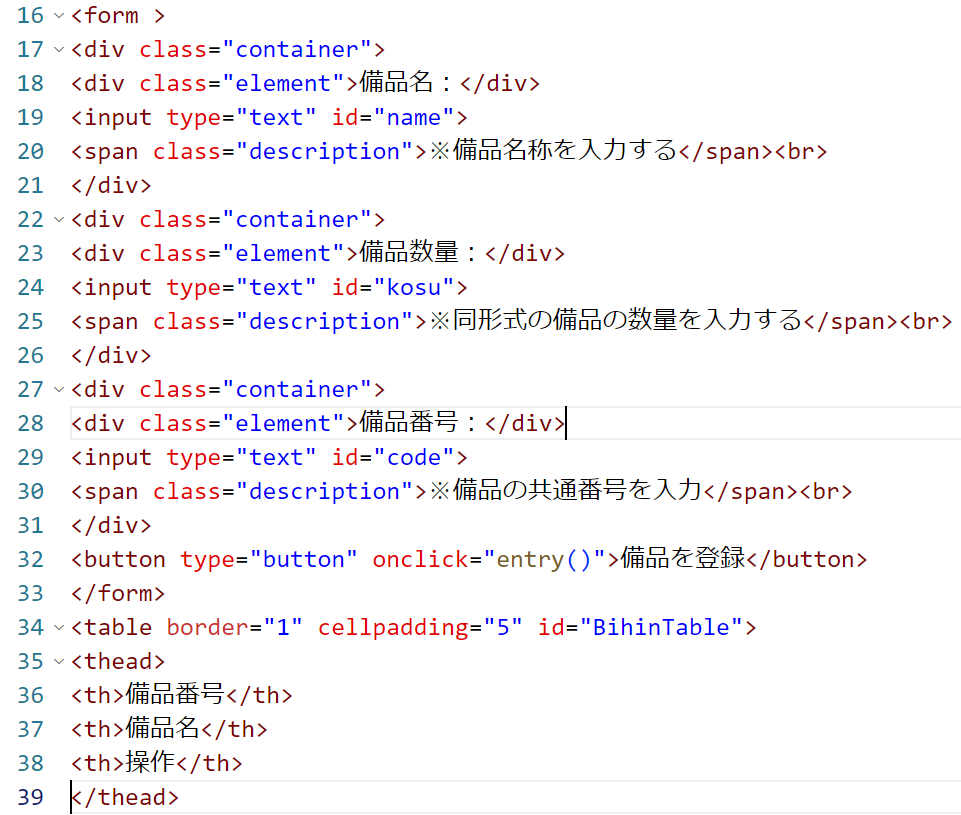 16 <form >
17 <div class="container">
18 <div class="element">備品名：</div>
19 <input type="text" id="name">
20 <span class="description">※備品名称を入力する</span><br>
21 </div>
22 <div class="container">
23 <div class="element">備品数量：</div>
24 <input type="text" id="kosu">
25 <span class="description">※同形式の備品の数量を入力する</span><br>
26 </div>
27 <div class="container">
28 <div class="element">備品番号：</div>
29 <input type="text" id="code">
30 <span class="description">※備品の共通番号を入力</span><br>
31 </div>
32 <button type="button" onclick="entry()">備品を登録</button>
33 </form>
34 <table border="1" cellpadding="5" id="BihinTable">
35 <thead>
36 <th>備品番号</th>
37 <th>備品名</th>
38 <th>操作</th>
39 </thead>